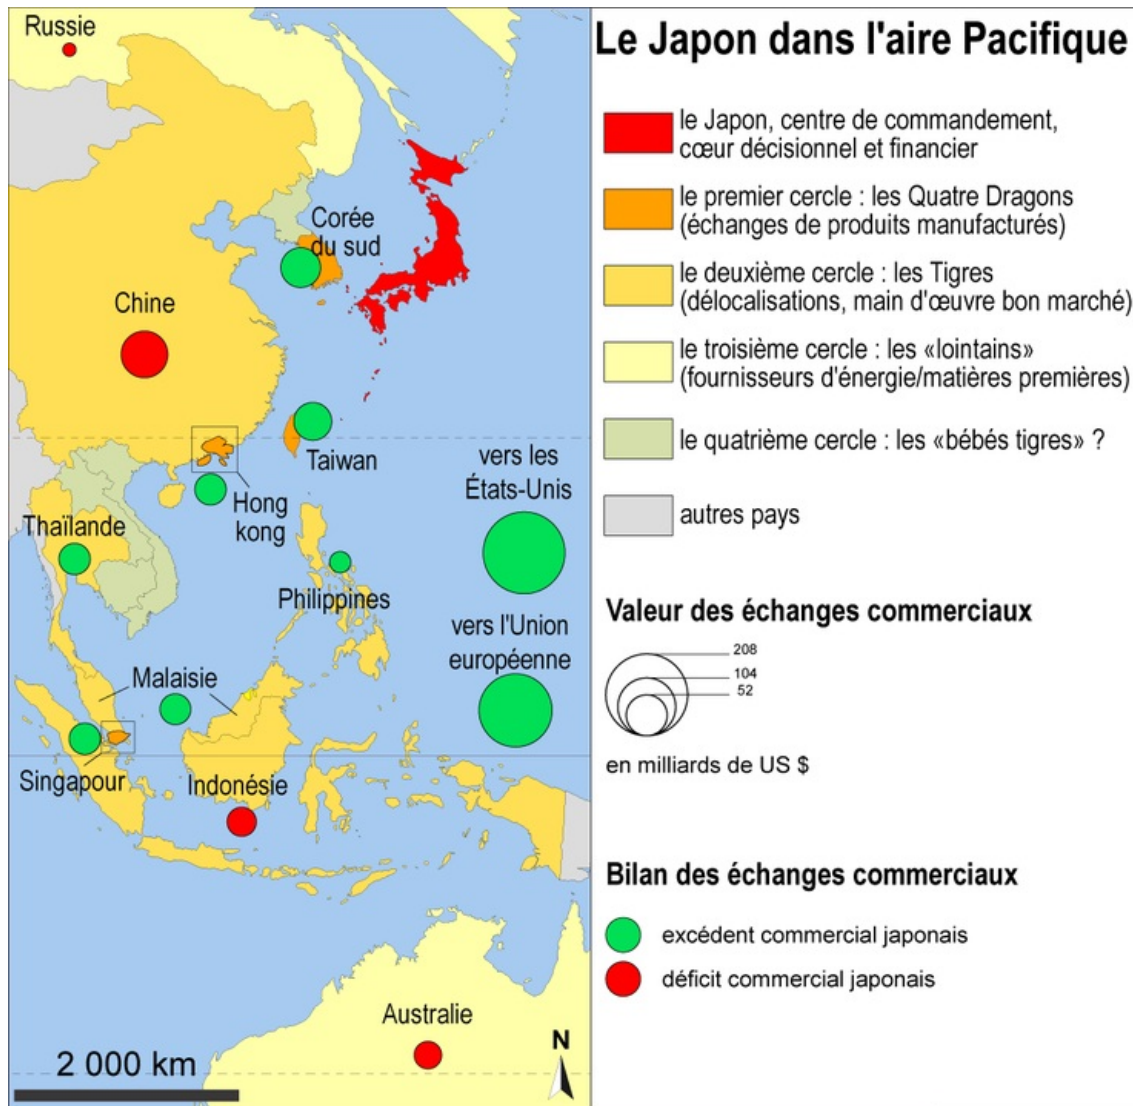 Russie
Corée
du sud
Chine
Taiwan
Hong
kong
vers les
États-Unis
Thaïlande
Philippines
vers l'Union
européenne
Malaisie
Singapour
Indonésie
Australie
2 000 km
N
Le Japon dans l'aire Pacifique
le Japon, centre de commandement,
cœur décisionnel et financier
le premier cercle : les Quatre Dragons
(échanges de produits manufacturés)
le deuxième cercle : les Tigres
(délocalisations, main d'œuvre bon marché)
le troisième cercle : les «lointains»
(fournisseurs d'énergie/matières premières)
le quatrième cercle : les «bébés tigres» ?
autres pays
Valeur des échanges commerciaux
208
104
52
en milliards de US $
Bilan des échanges commerciaux
excédent commercial japonais
déficit commercial japonais